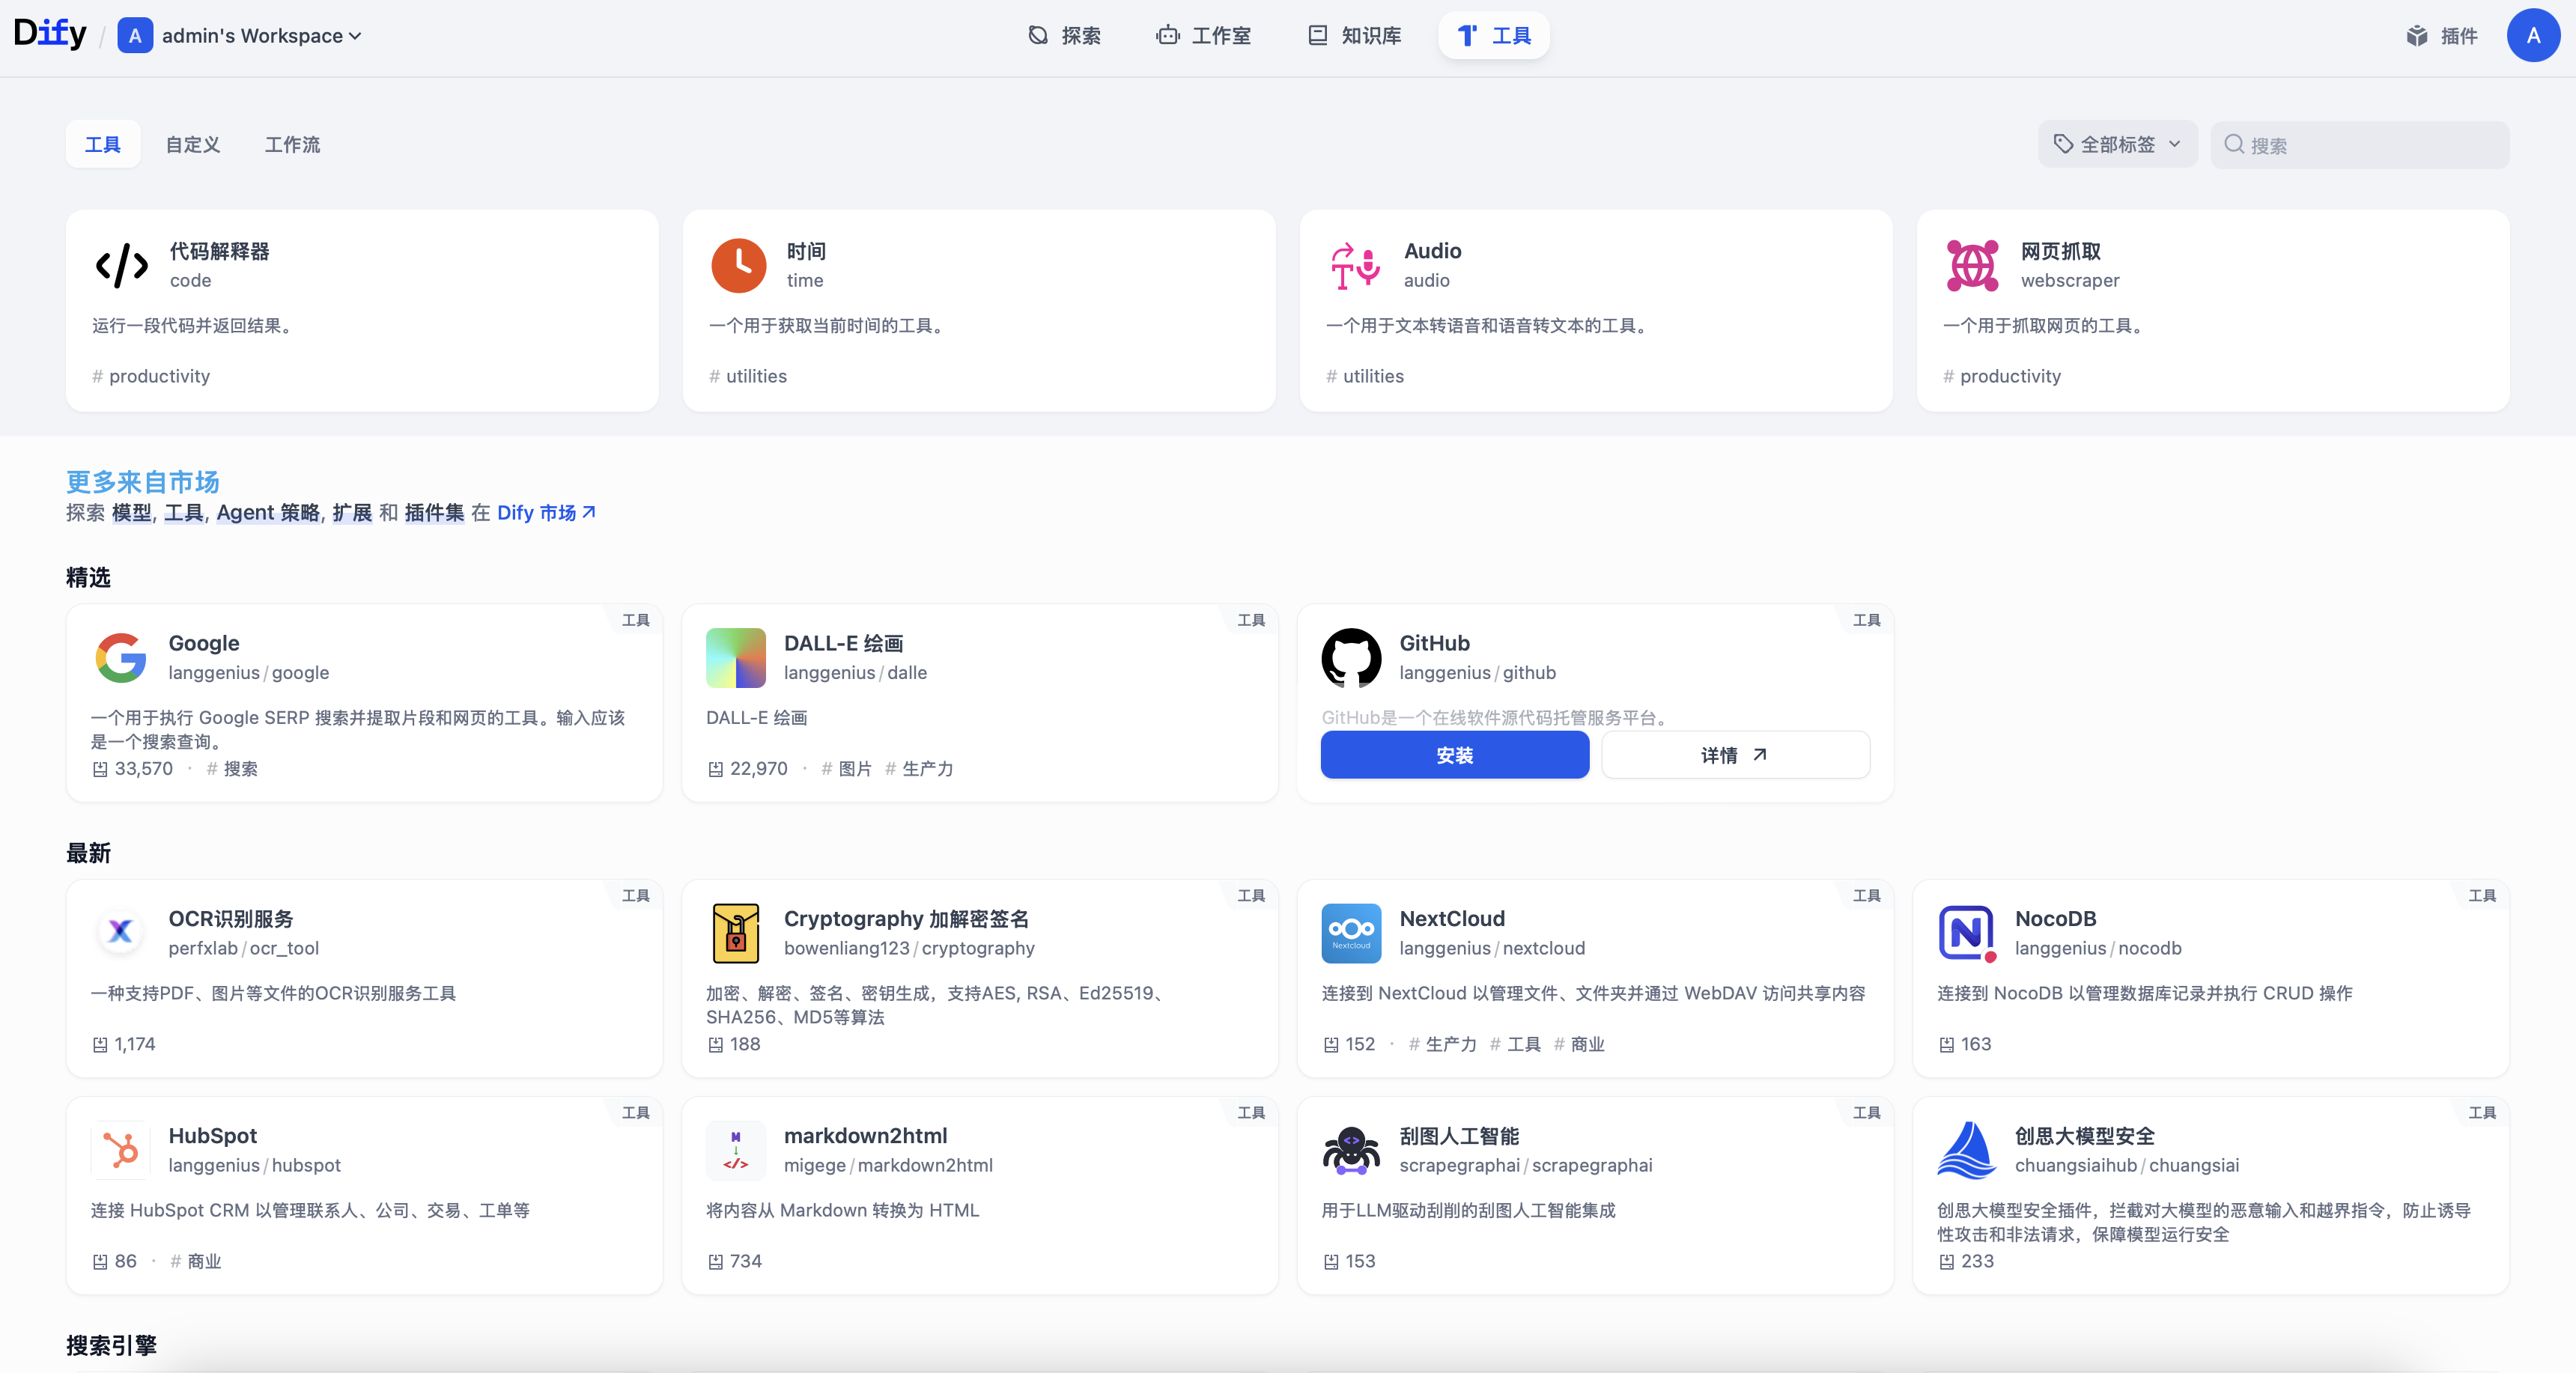 Dify / A admin's Workspace
探索
工作室
知识库
工具
插件
A
工具
自定义
工作流
全部标签
搜索
代码解释器
code
运行一段代码并返回结果。
# productivity
时间
time
一个用于获取当前时间的工具。
# utilities
Audio
audio
一个用于文本转语音和语音转文本的工具。
# utilities
网页抓取
webscraper
一个用于抓取网页的工具。
# productivity
更多来自市场
探索 模型, 工具, Agent 策略, 扩展 和 插件集 在 Dify 市场
精选
工具
Google
langgenius / google
一个用于执行 Google SERP 搜索并提取片段和网页的工具。输入应该
是一个搜索查询。
33,570 · # 搜索
工具
DALL-E 绘画
langgenius / dalle
DALL-E 绘画
22,970 · # 图片 # 生产力
工具
GitHub
langgenius / github
GitHub是一个在线软件源代码托管服务平台。
安装
详情
最新
工具
OCR识别服务
perfxlab / ocr_tool
一种支持PDF、图片等文件的OCR识别服务工具
1,174
工具
Cryptography 加解密签名
bowenliang123 / cryptography
加密、解密、签名、密钥生成，支持AES, RSA、Ed25519、
SHA256、MD5等算法
188
工具
Nextcloud
NextCloud
langgenius / nextcloud
连接到 NextCloud 以管理文件、文件夹并通过 WebDAV 访问共享内容
152 · # 生产力 # 工具 # 商业
工具
NocoDB
langgenius / nocodb
连接到 NocoDB 以管理数据库记录并执行 CRUD 操作
163
工具
HubSpot
langgenius / hubspot
连接 HubSpot CRM 以管理联系人、公司、交易、工单等
86 · # 商业
工具
M
</>
markdown2html
migege / markdown2html
将内容从 Markdown 转换为 HTML
734
工具
刮图人工智能
scrapegraphai / scrapegraphai
用于LLM驱动刮削的刮图人工智能集成
153
工具
创思大模型安全
chuangsiaihub / chuangsiai
创思大模型安全插件，拦截对大模型的恶意输入和越界指令，防止诱导
性攻击和非法请求，保障模型运行安全
233
搜索引擎